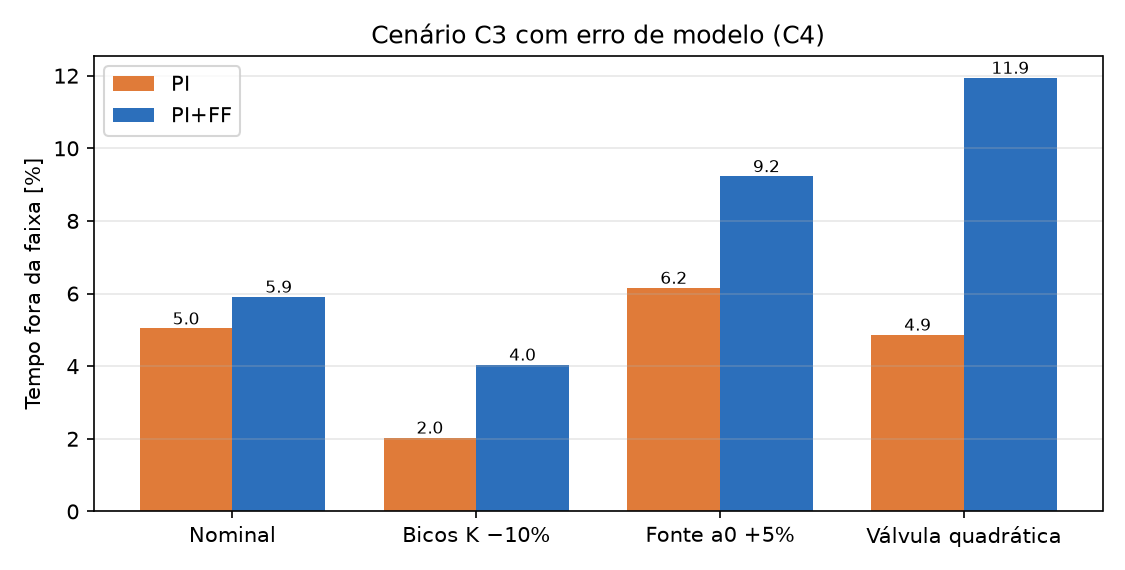 Cenário C3 com erro de modelo (C4)
PI
PI+FF
Tempo fora da faixa [%]
12
10
8
6
4
2
0
5.0
5.9
2.0
4.0
6.2
9.2
4.9
11.9
Nominal
Bicos K −10%
Fonte a0 +5%
Válvula quadrática